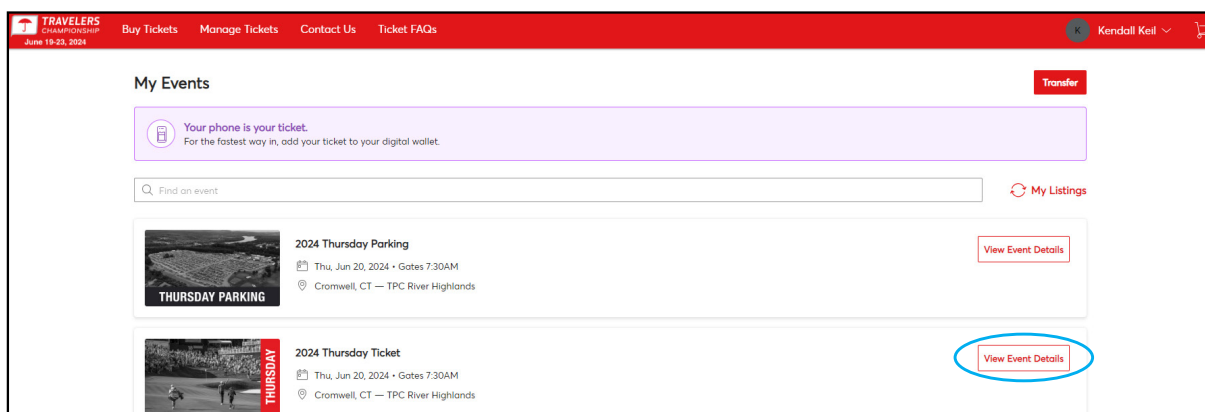 TRAVELERS
CHAMPIONSHIP
June 19-23, 2024
Buy Tickets Manage Tickets Contact Us Ticket FAQs
K Kendall Keil
My Events
Transfer
Your phone is your ticket.
For the fastest way in, add your ticket to your digital wallet.
Find an event
My Listings
THURSDAY PARKING
2024 Thursday Parking
Thu, Jun 20, 2024 • Gates 7:30AM
Cromwell, CT — TPC River Highlands
View Event Details
THURSDAY
2024 Thursday Ticket
Thu, Jun 20, 2024 • Gates 7:30AM
Cromwell, CT — TPC River Highlands
View Event Details